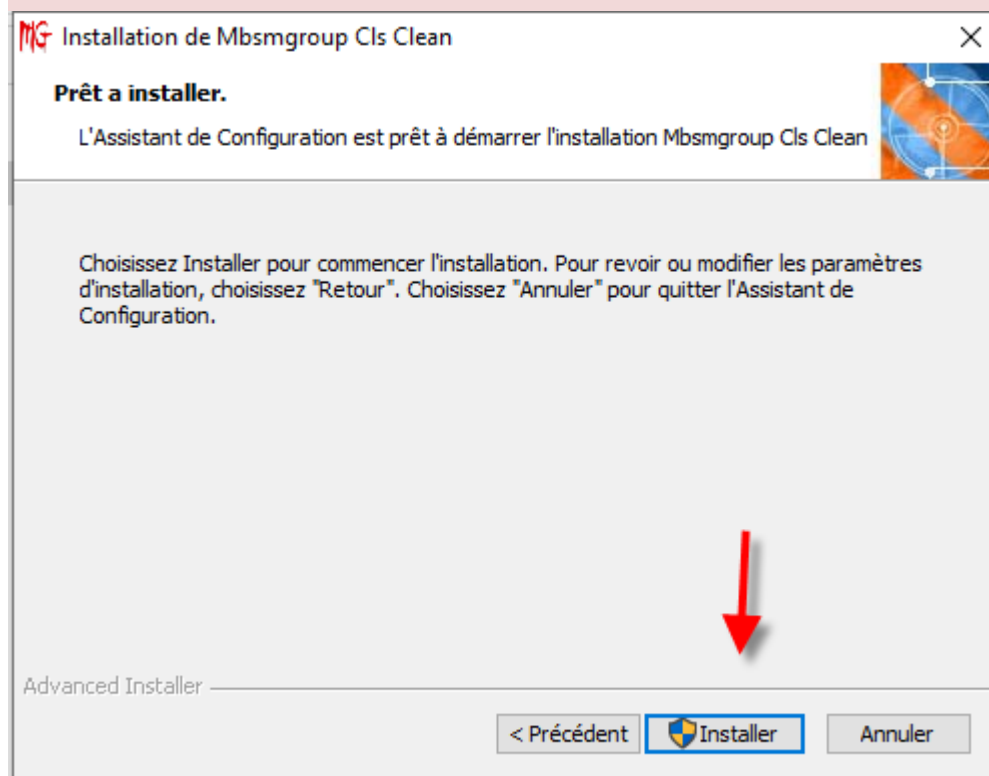 MG Installation de Mbsmgroup Cls Clean
Prêt a installer.
L'Assistant de Configuration est prêt à démarrer l'installation Mbsmgroup Cls Clean
Choisissez Installer pour commencer l'installation. Pour revoir ou modifier les paramètres
d'installation, choisissez "Retour". Choisissez "Annuler" pour quitter l'Assistant de
Configuration.
Advanced Installer
< Précédent Installer Annuler